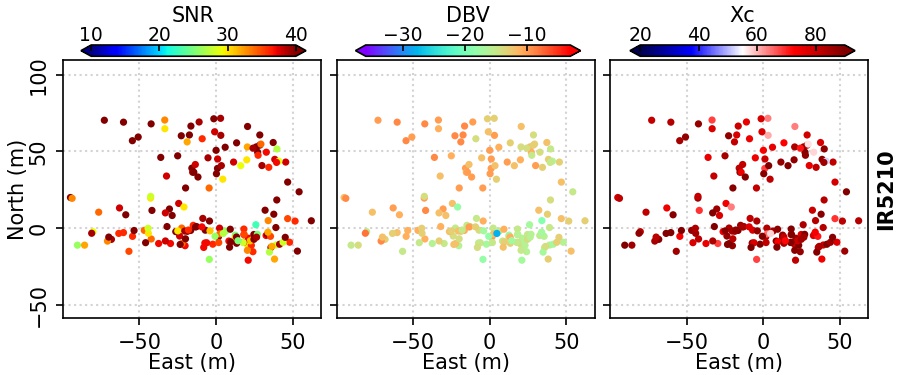 SNR DBV Xc
10 20 30 40 −30 −20 −10 20 40 60 80
100
50
0
−50
North (m)
IR5210
−50 0 50 −50 0 50 −50 0 50
East (m) East (m) East (m)